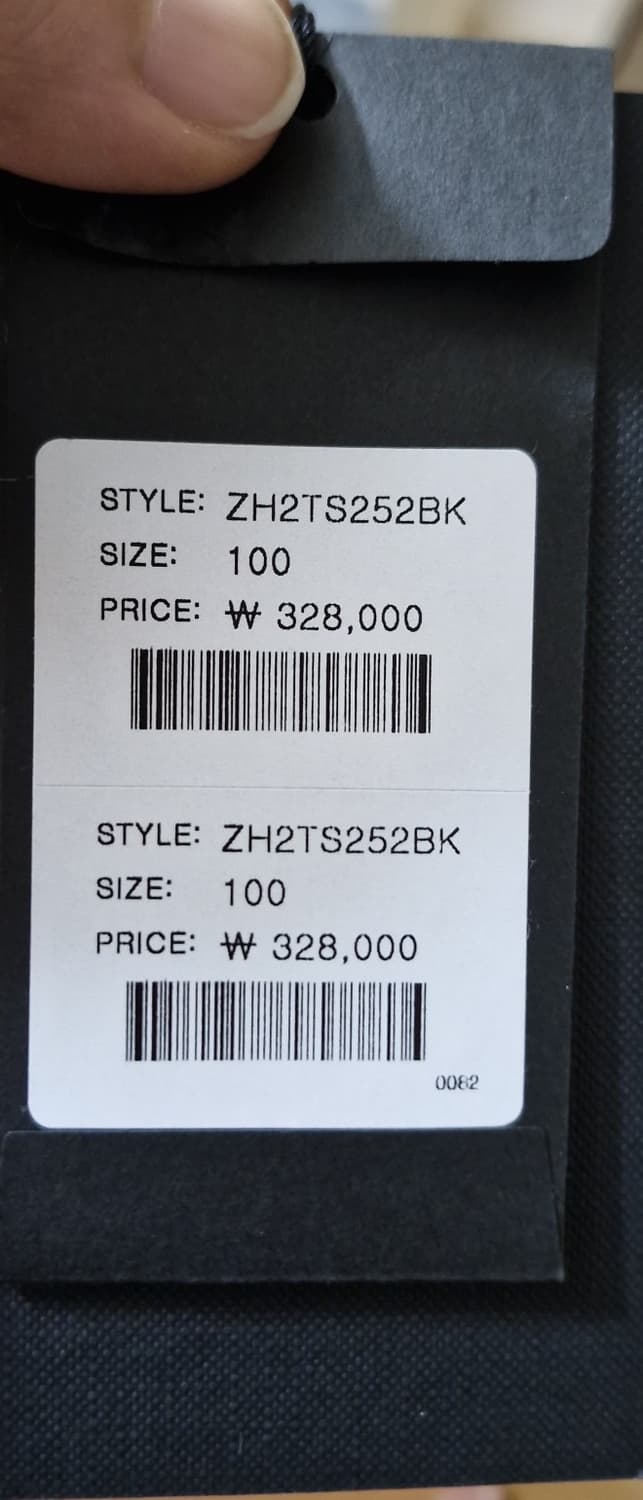 STYLE: ZH2TS252BK
SIZE: 100
PRICE: ₩ 328,000
STYLE: ZH2TS252BK
SIZE: 100
PRICE: ₩ 328,000
0082